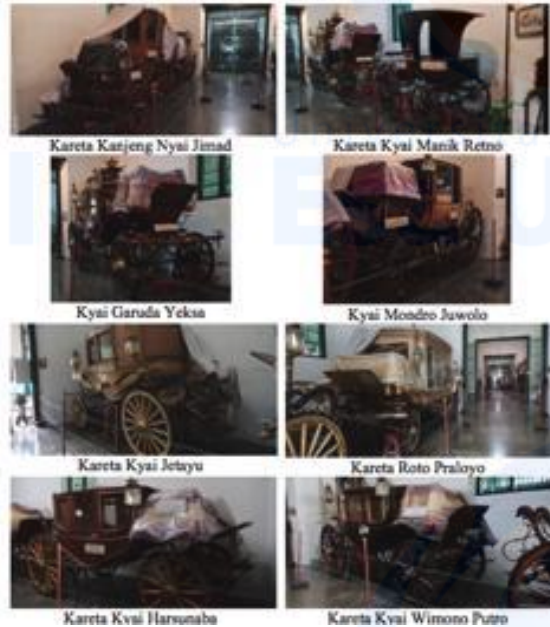 Kareta Kanjeng Nyai Jimad
Kareta Kyai Manik Retno
Kyai Garuda Yeksa
Kyai Mondro Juwolo
Kareta Kyai Jetayu
Kareta Roto Praloyo
Kareta Kyai Harsunaba
Kareta Kyai Wimono Putro